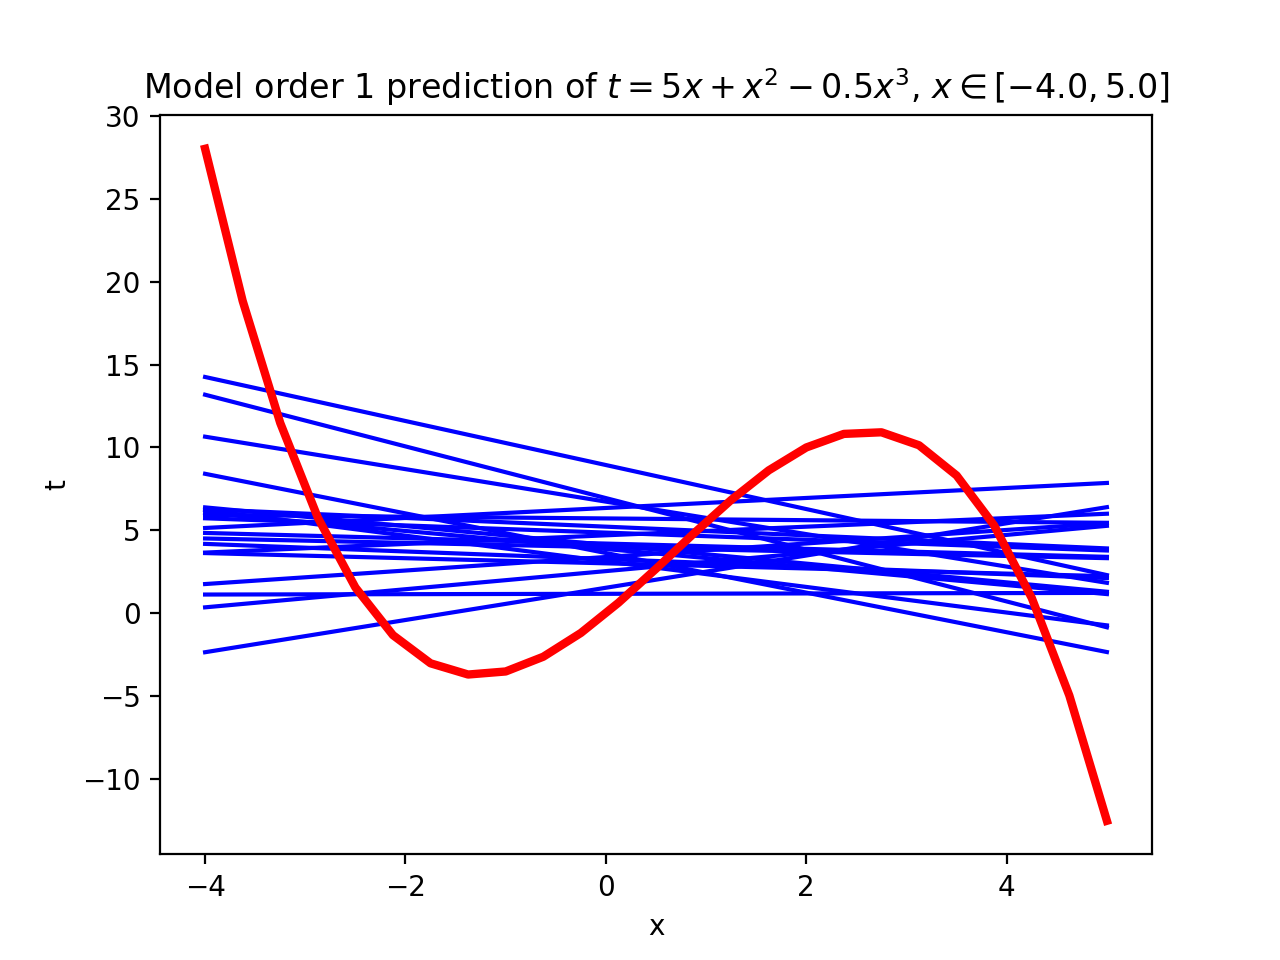 Model order 1 prediction of t = 5x + x² − 0.5x³, x ∈ [−4.0, 5.0]
30
25
20
15
10
5
0
−5
−10
t
−4 −2 0 2 4
x